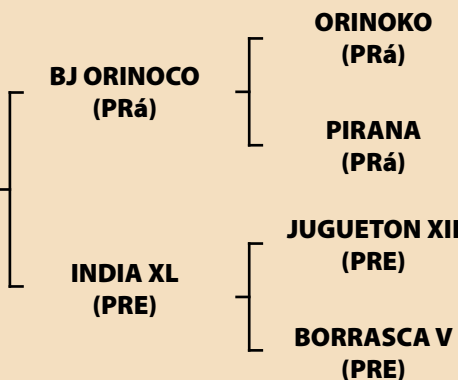 ORINOKO
(PRá)
BJ ORINOCO
(PRá)
PIRANA
(PRá)
JUGUETON
(PRE)
INDIA XL
(PRE)
BORRASCA V
(PRE)